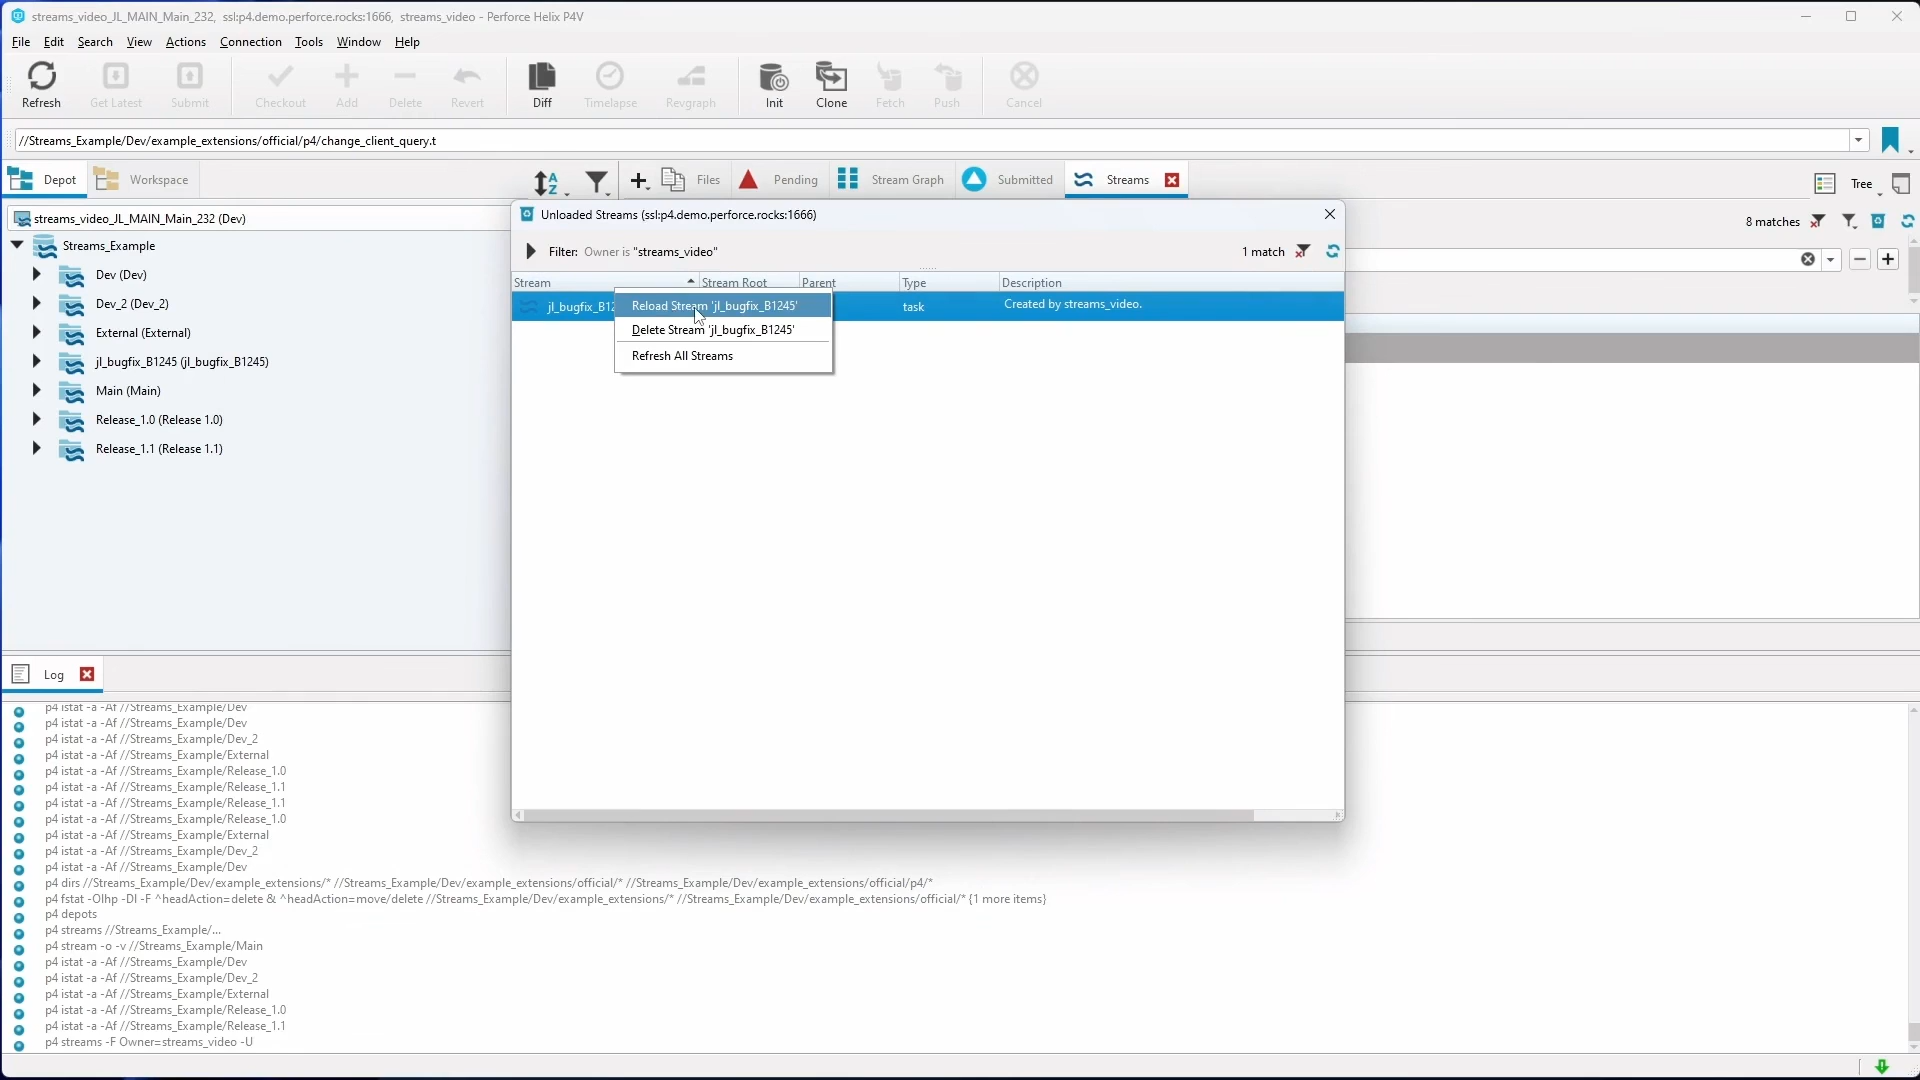 streams_video_JL_MAIN_Main_232, ssl:p4.demo.perforce.rocks:1666, streams_video - Perforce Helix P4V
File Edit Search View Actions Connection Tools Window Help
Refresh Get Latest Submit Checkout Add Delete Revert Diff Timelapse Revgraph Init Clone Fetch Push Cancel
//Streams_Example/Dev/example_extensions/official/p4/change_client_query.t
Depot Workspace Files Pending Stream Graph Submitted Streams Tree
streams_video_JL_MAIN_Main_232 (Dev)
Streams_Example
Dev (Dev)
Dev_2 (Dev_2)
External (External)
jl_bugfix_B1245 (jl_bugfix_B1245)
Main (Main)
Release_1.0 (Release 1.0)
Release_1.1 (Release 1.1)
8 matches
Unloaded Streams (ssl:p4.demo.perforce.rocks:1666)
Filter: Owner is "streams_video" 1 match
Stream Stream Root Parent Type Description
jl_bugfix_B12 task Created by streams_video.
Reload Stream 'jl_bugfix_B1245'
Delete Stream 'jl_bugfix_B1245'
Refresh All Streams
Log
p4 istat -a -Af //Streams_Example/Dev
p4 istat -a -Af //Streams_Example/Dev
p4 istat -a -Af //Streams_Example/Dev_2
p4 istat -a -Af //Streams_Example/External
p4 istat -a -Af //Streams_Example/Release_1.0
p4 istat -a -Af //Streams_Example/Release_1.1
p4 istat -a -Af //Streams_Example/Release_1.1
p4 istat -a -Af //Streams_Example/Release_1.0
p4 istat -a -Af //Streams_Example/External
p4 istat -a -Af //Streams_Example/Dev_2
p4 istat -a -Af //Streams_Example/Dev
p4 dirs //Streams_Example/Dev/example_extensions/* //Streams_Example/Dev/example_extensions/official/* //Streams_Example/Dev/example_extensions/official/p4/*
p4 fstat -Olhp -Dl -F ^headAction=delete & ^headAction=move/delete //Streams_Example/Dev/example_extensions/* //Streams_Example/Dev/example_extensions/official/* {1 more items}
p4 depots
p4 streams //Streams_Example/...
p4 stream -o -v //Streams_Example/Main
p4 istat -a -Af //Streams_Example/Dev
p4 istat -a -Af //Streams_Example/Dev_2
p4 istat -a -Af //Streams_Example/External
p4 istat -a -Af //Streams_Example/Release_1.0
p4 istat -a -Af //Streams_Example/Release_1.1
p4 streams -F Owner=streams_video -U